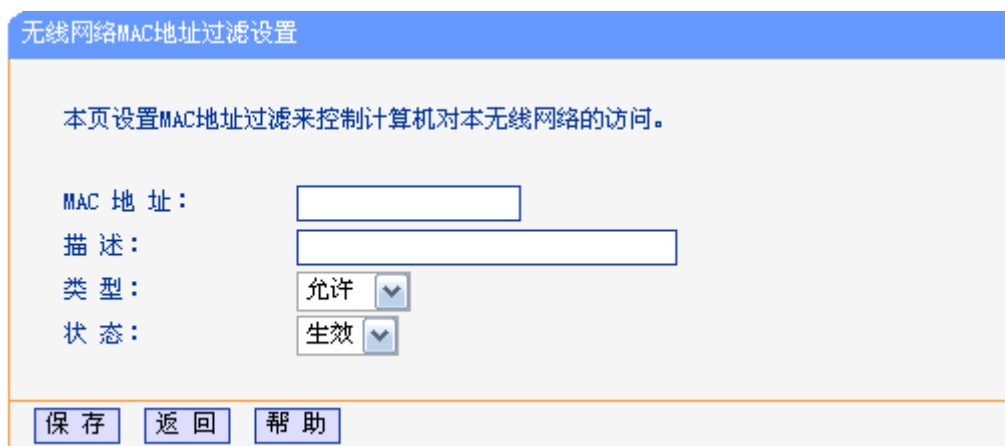 无线网络MAC地址过滤设置
本页设置MAC地址过滤来控制计算机对本无线网络的访问。
MAC 地 址：
描 述：
类 型： 允许
状 态： 生效
保 存 返 回 帮 助